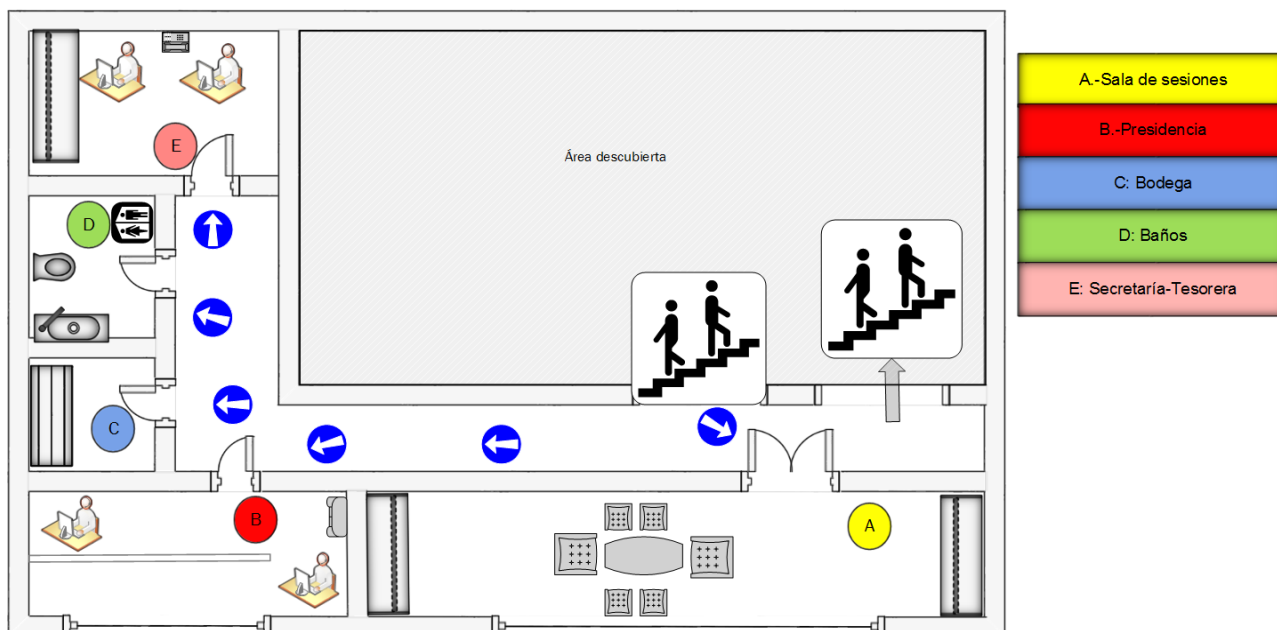 E
Área descubierta
D
C
B
A
A.-Sala de sesiones
B.-Presidencia
C: Bodega
D: Baños
E: Secretaría-Tesorera